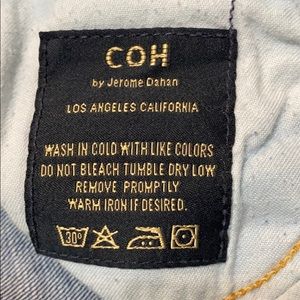 COH
by Jerome Dahan
LOS ANGELES CALIFORNIA
WASH IN COLD WITH LIKE COLORS
DO NOT BLEACH TUMBLE DRY LOW
REMOVE PROMPTLY
WARM IRON IF DESIRED.
30°